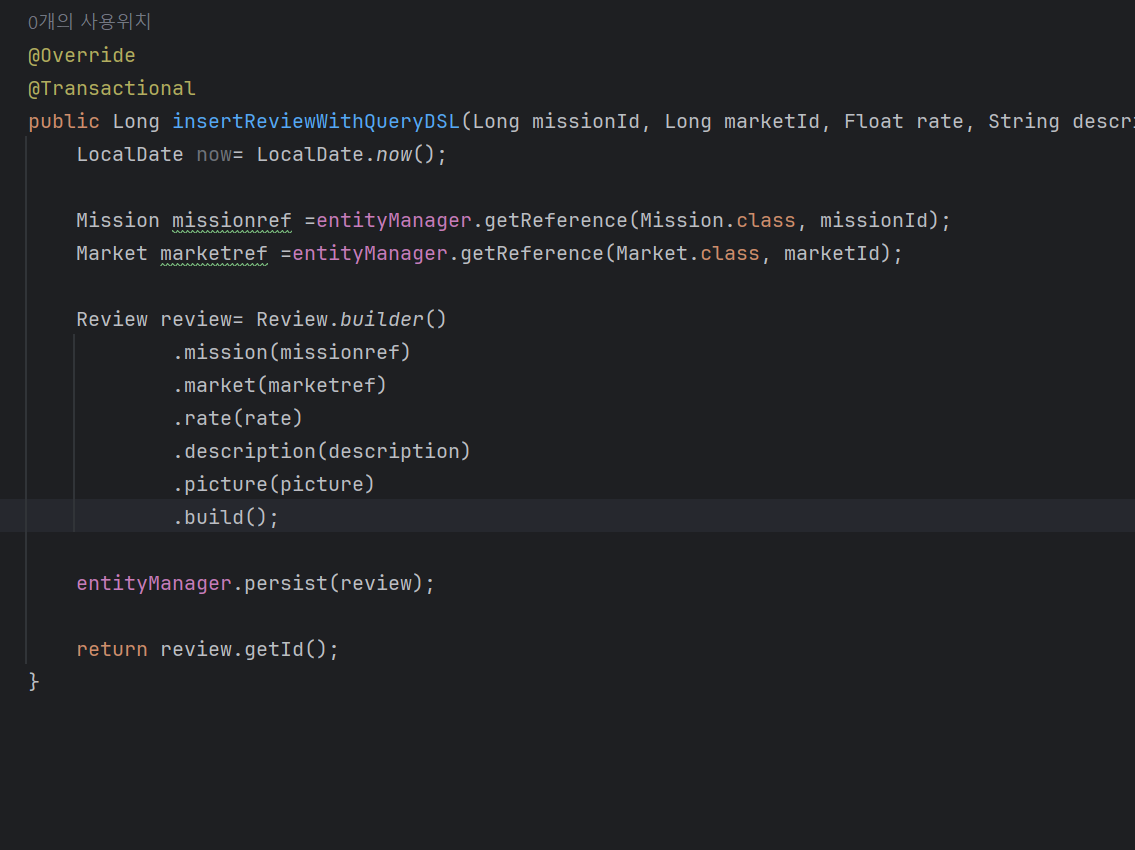 0개의 사용위치
@Override
@Transactional
public Long insertReviewWithQueryDSL(Long missionId, Long marketId, Float rate, String descri
LocalDate now= LocalDate.now();
Mission missionref =entityManager.getReference(Mission.class, missionId);
Market marketref =entityManager.getReference(Market.class, marketId);
Review review= Review.builder()
.mission(missionref)
.market(marketref)
.rate(rate)
.description(description)
.picture(picture)
.build();
entityManager.persist(review);
return review.getId();
}